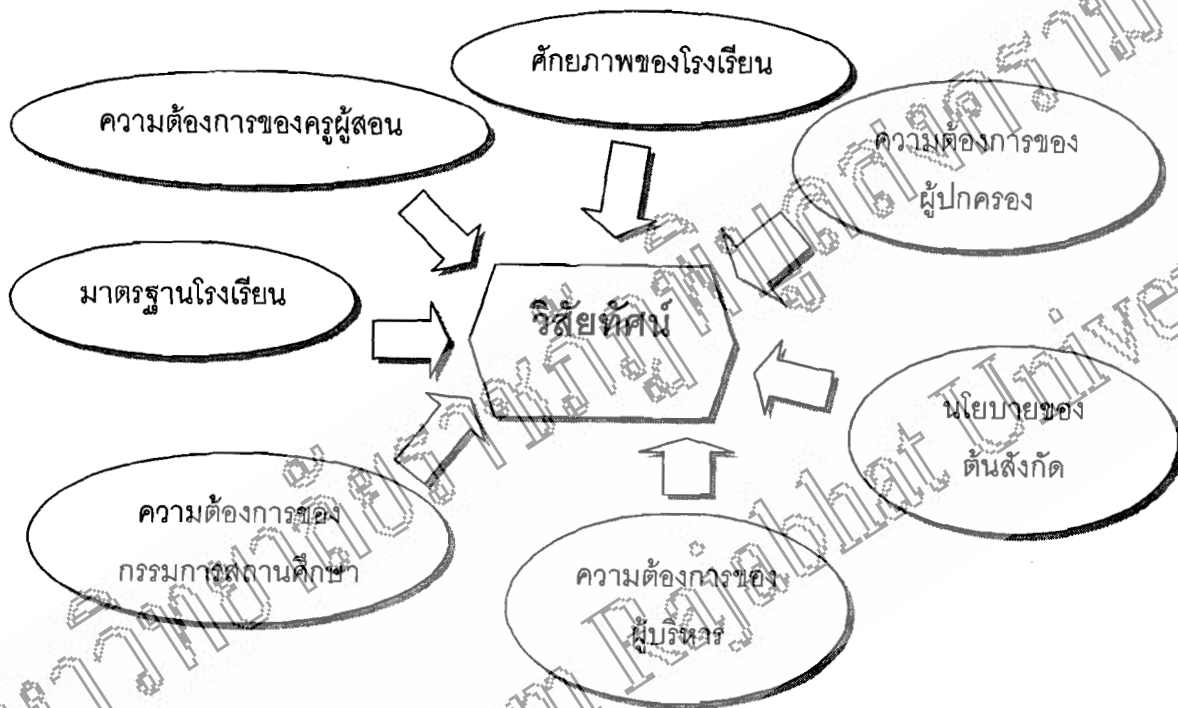 ศักยภาพของโรงเรียน
ความต้องการของครูผู้สอน
ความต้องการของ
ผู้ปกครอง
มาตรฐานโรงเรียน
วิสัยทัศน์
นโยบายของ
ต้นสังกัด
ความต้องการของ
กรรมการสถานศึกษา
ความต้องการของ
ผู้บริหาร
Rajabhat